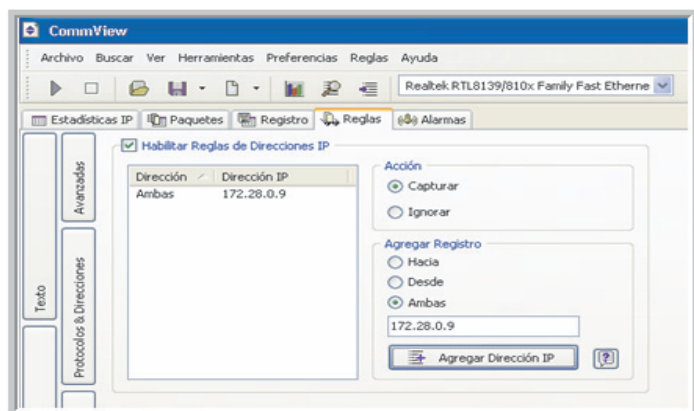 CommView
Archivo Buscar Ver Herramientas Preferencias Reglas Ayuda
Realtek RTL8139/810x Family Fast Etherne
Estadísticas IP Paquetes Registro Reglas Alarmas
Texto
Avanzadas
Protocolos & Direcciones
Habilitar Reglas de Direcciones IP
Dirección Dirección IP
Ambas 172.28.0.9
Acción
Capturar
Ignorar
Agregar Registro
Hacia
Desde
Ambas
172.28.0.9
Agregar Dirección IP ?